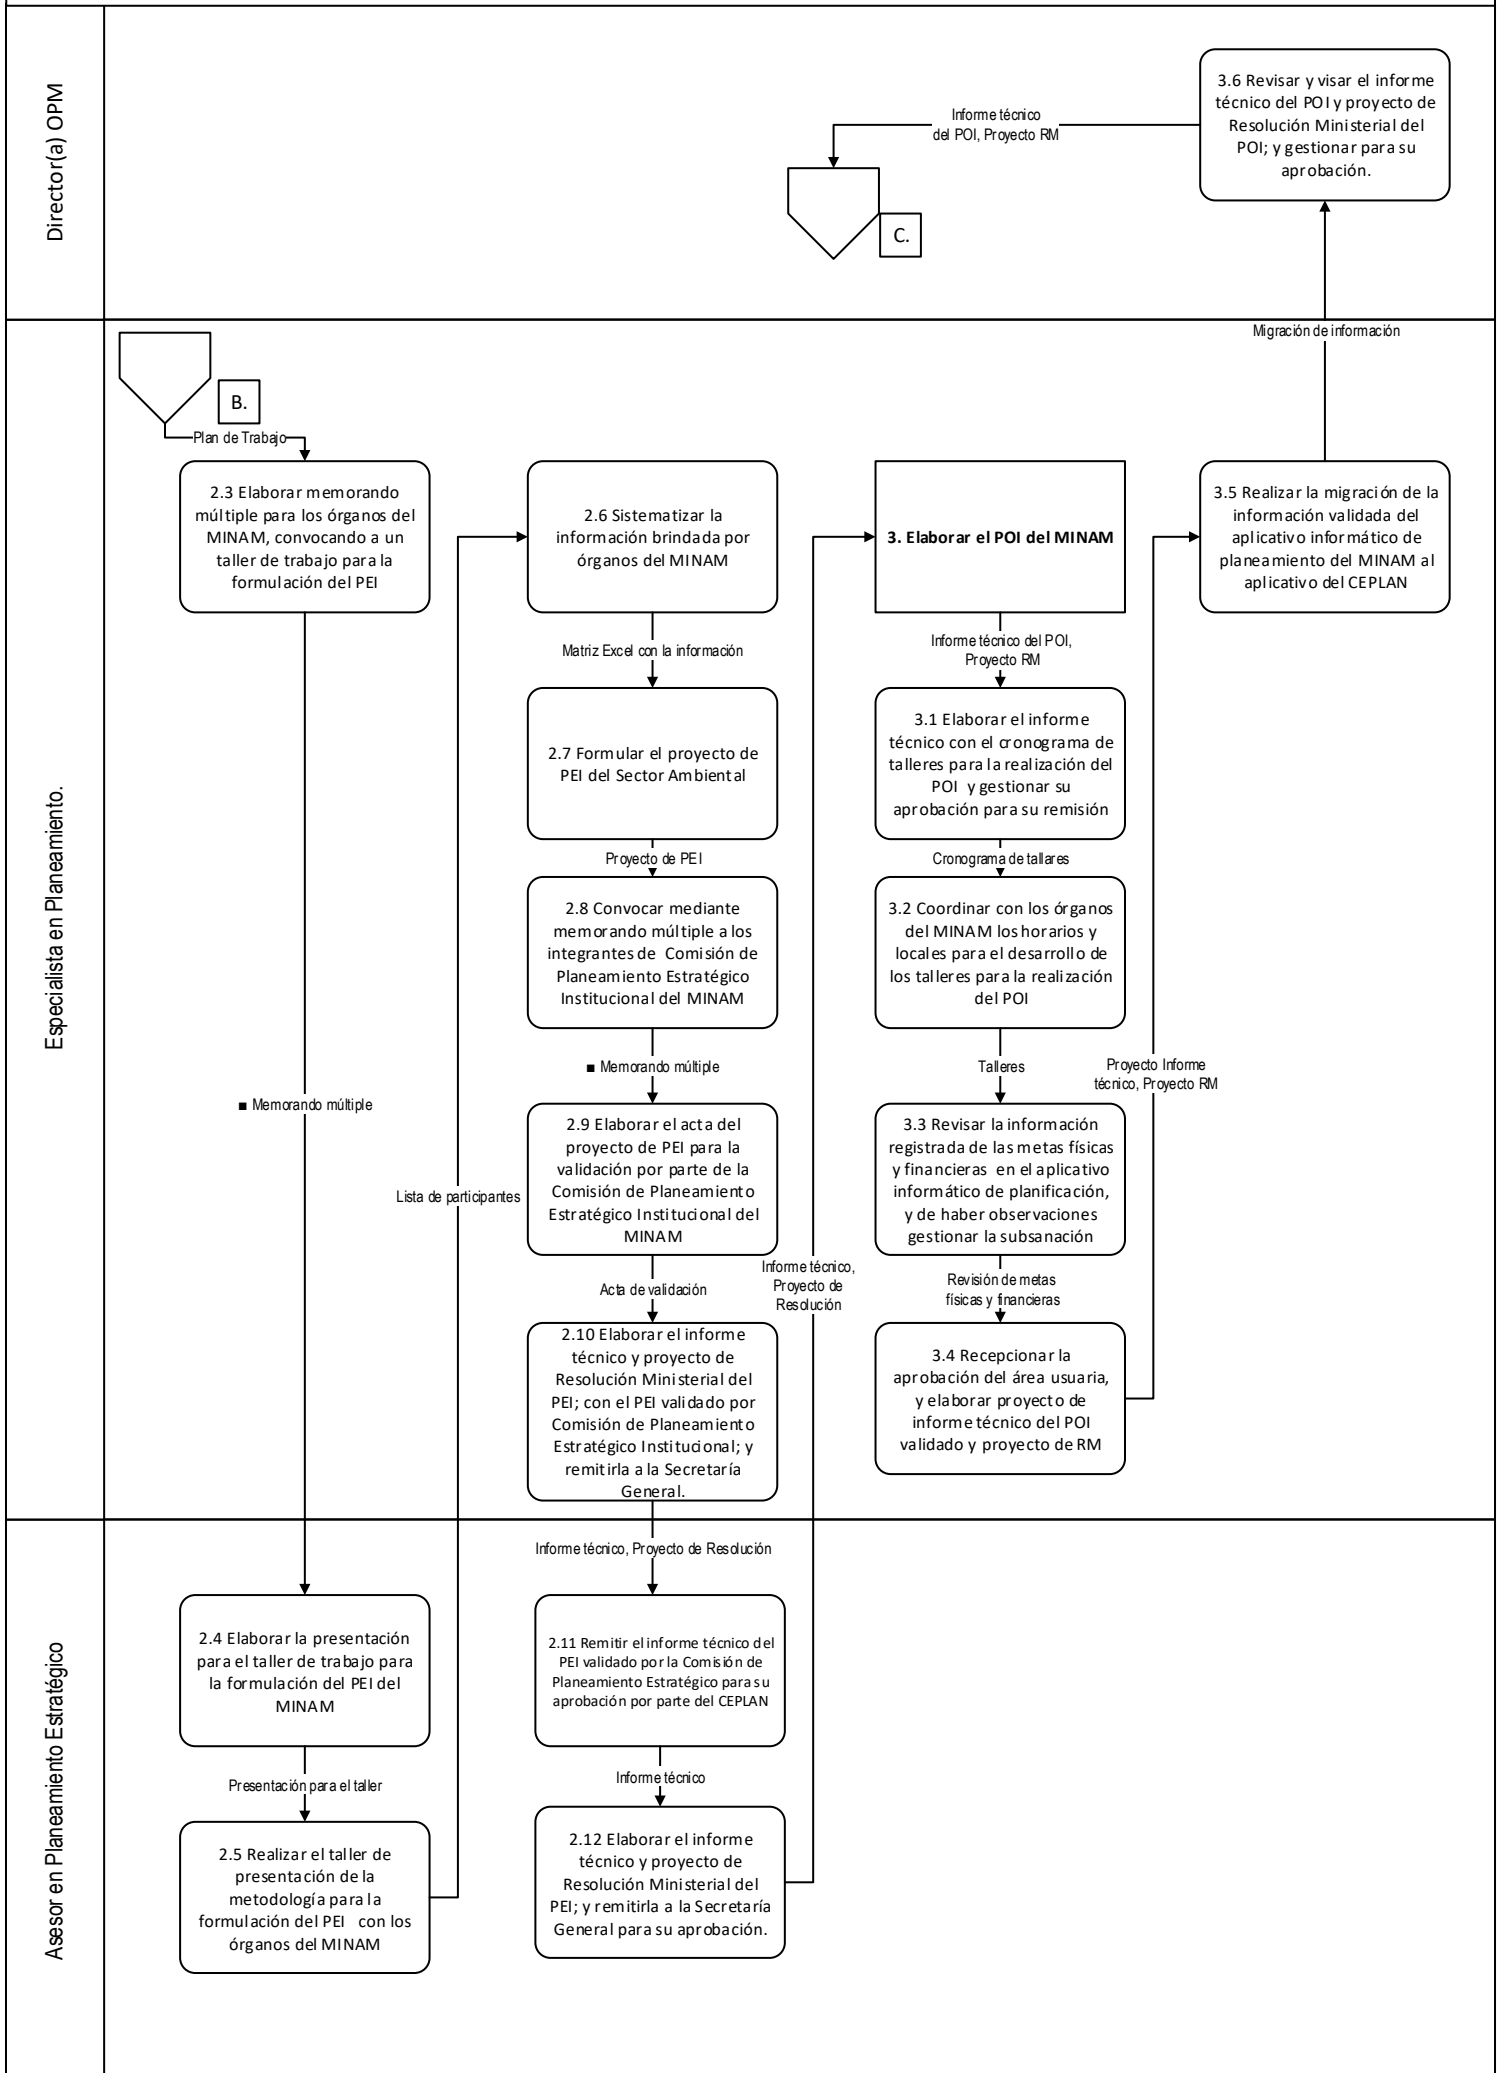 Director(a) OPM
3.6 Revisar y visar el informe
técnico del POI y proyecto de
Resolución Ministerial del
POI; y gestionar para su
aprobación.
Informe técnico
del POI, Proyecto RM
C.
Especialista en Planeamiento.
Migración de información
B.
Plan de Trabajo
2.3 Elaborar memorando
múltiple para los órganos del
MINAM, convocando a un
taller de trabajo para la
formulación del PEI
■ Memorando múltiple
2.6 Sistematizar la
información brindada por
órganos del MINAM
Matriz Excel con la información
2.7 Formular el proyecto de
PEI del Sector Ambiental
Proyecto de PEI
2.8 Convocar mediante
memorando múltiple a los
integrantes de Comisión de
Planeamiento Estratégico
Institucional del MINAM
■ Memorando múltiple
2.9 Elaborar el acta del
proyecto de PEI para la
validación por parte de la
Comisión de Planeamiento
Estratégico Institucional del
MINAM
Lista de participantes
Acta de validación
2.10 Elaborar el informe
técnico y proyecto de
Resolución Ministerial del
PEI; con el PEI validado por
Comisión de Planeamiento
Estratégico Institucional; y
remitirla a la Secretaría
General.
3. Elaborar el POI del MINAM
Informe técnico del POI,
Proyecto RM
3.1 Elaborar el informe
técnico con el cronograma de
talleres para la realización del
POI y gestionar su
aprobación para su remisión
Cronograma de tallares
3.2 Coordinar con los órganos
del MINAM los horarios y
locales para el desarrollo de
los talleres para la realización
del POI
Talleres
3.3 Revisar la información
registrada de las metas físicas
y financieras en el aplicativo
informático de planificación,
y de haber observaciones
gestionar la subsanación
Informe técnico,
Proyecto de
Resolución
Revisión de metas
físicas y financieras
3.4 Recepcionar la
aprobación del área usuaria,
y elaborar proyecto de
informe técnico del POI
validado y proyecto de RM
Proyecto Informe
técnico, Proyecto RM
3.5 Realizar la migración de la
información validada del
aplicativo informático de
planeamiento del MINAM al
aplicativo del CEPLAN
Asesor en Planeamiento Estratégico
Informe técnico, Proyecto de Resolución
2.4 Elaborar la presentación
para el taller de trabajo para
la formulación del PEI del
MINAM
Presentación para el taller
2.5 Realizar el taller de
presentación de la
metodología para la
formulación del PEI con los
órganos del MINAM
2.11 Remitir el informe técnico del
PEI validado por la Comisión de
Planeamiento Estratégico para su
aprobación por parte del CEPLAN
Informe técnico
2.12 Elaborar el informe
técnico y proyecto de
Resolución Ministerial del
PEI; y remitirla a la Secretaría
General para su aprobación.